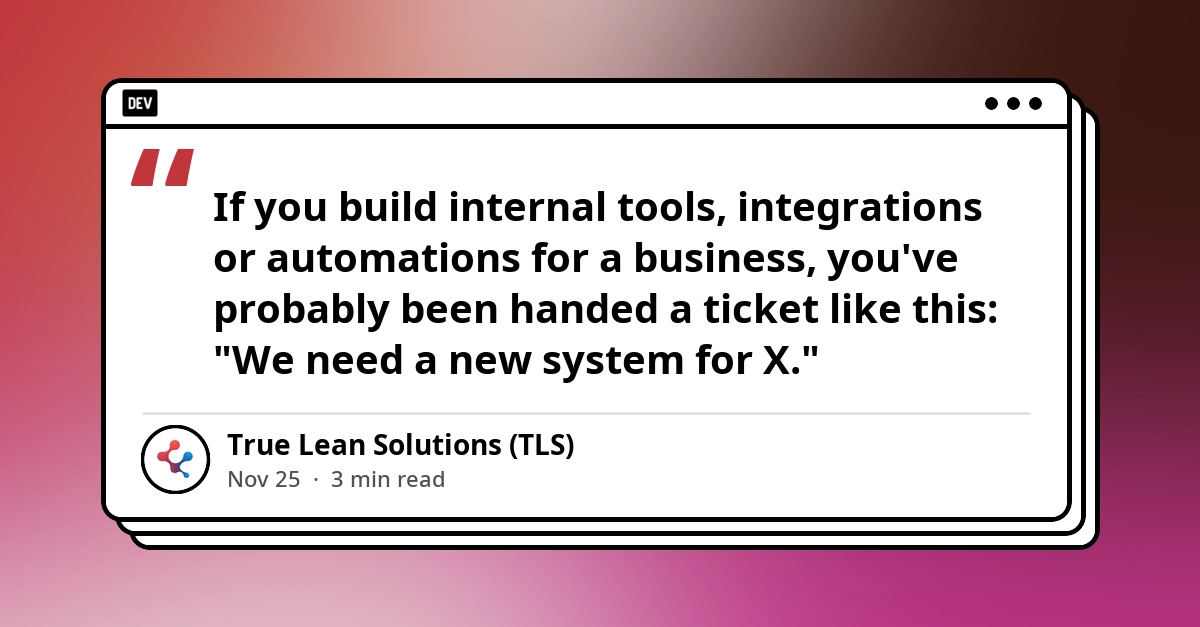 DEV
If you build internal tools, integrations
or automations for a business, you've
probably been handed a ticket like this:
"We need a new system for X."
True Lean Solutions (TLS)
Nov 25 · 3 min read